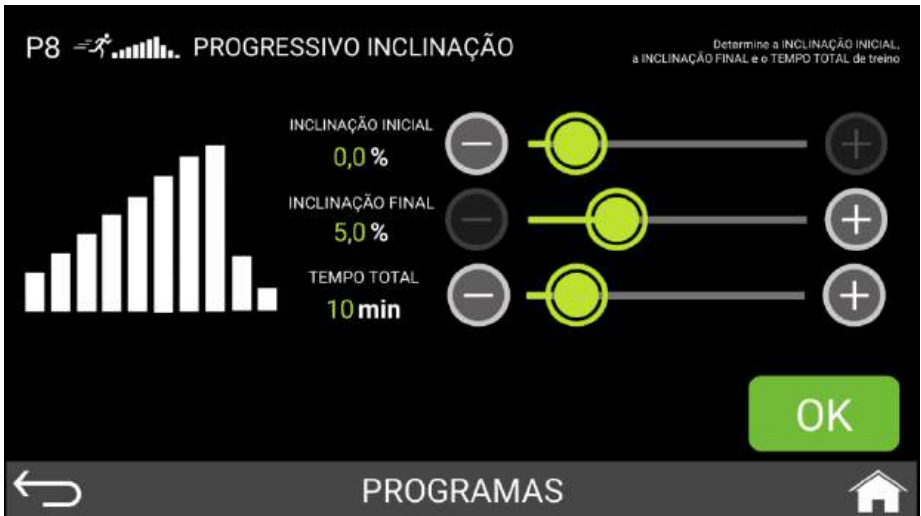 P8 PROGRESSIVO INCLINAÇÃO
Determine a INCLINAÇÃO INICIAL,
a INCLINAÇÃO FINAL e o TEMPO TOTAL de treino
INCLINAÇÃO INICIAL
0,0 %
INCLINAÇÃO FINAL
5,0 %
TEMPO TOTAL
10 min
OK
PROGRAMAS